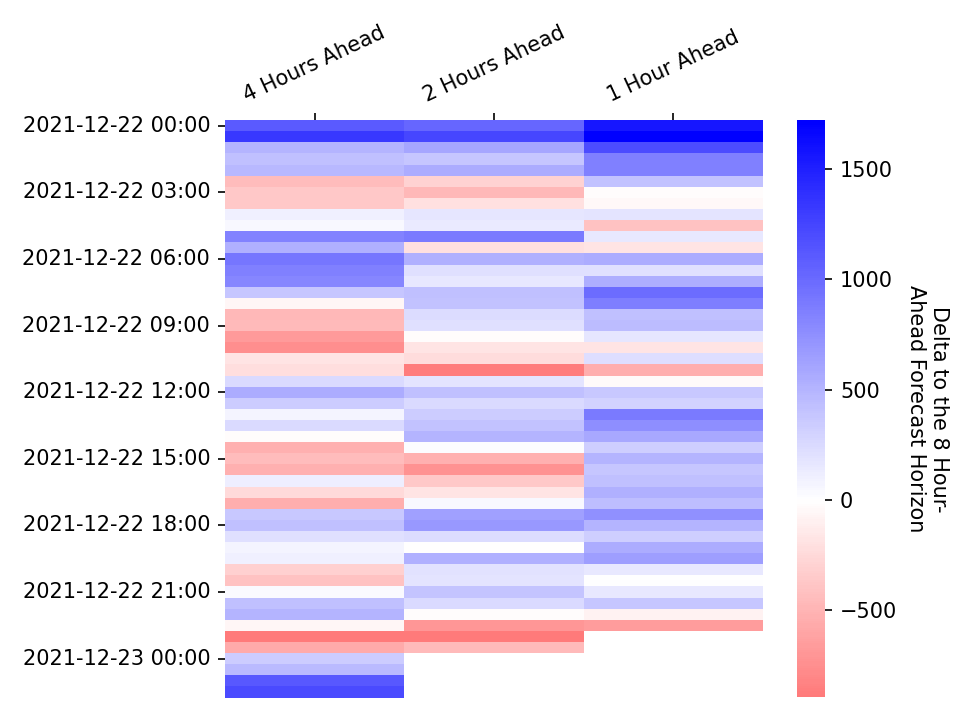 4 Hours Ahead
2 Hours Ahead
1 Hour Ahead
2021-12-22 00:00
2021-12-22 03:00
2021-12-22 06:00
2021-12-22 09:00
2021-12-22 12:00
2021-12-22 15:00
2021-12-22 18:00
2021-12-22 21:00
2021-12-23 00:00
1500
1000
500
0
−500
Delta to the 8 Hour-
Ahead Forecast Horizon